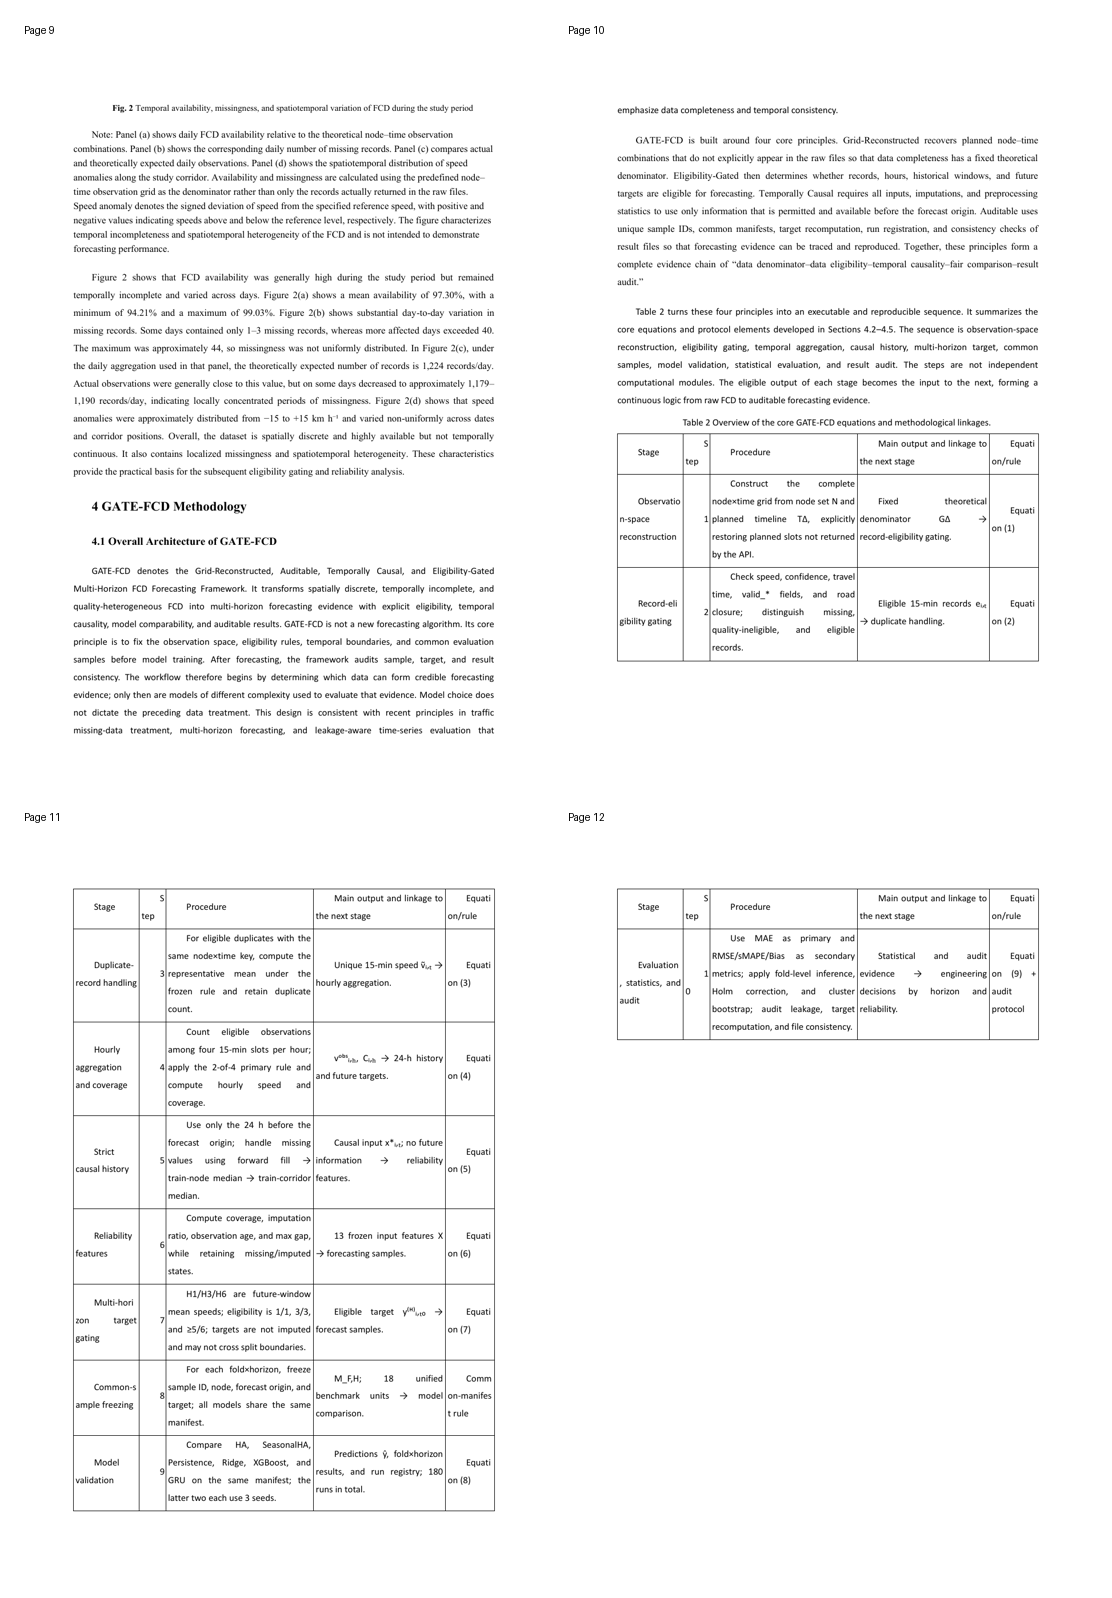 Page 9
Fig. 2 Temporal availability, missingness, and spatiotemporal variation of FCD during the study period
Note: Panel (a) shows daily FCD availability relative to the theoretical node–time observation
combinations. Panel (b) shows the corresponding daily number of missing records. Panel (c) compares actual
and theoretically expected daily observations. Panel (d) shows the spatiotemporal distribution of speed
anomalies along the study corridor. Availability and missingness are calculated using the predefined node–
time observation grid as the denominator rather than only the records actually returned in the raw files.
Speed anomaly denotes the signed deviation of speed from the specified reference speed, with positive and
negative values indicating speeds above and below the reference level, respectively. The figure characterizes
temporal incompleteness and spatiotemporal heterogeneity of the FCD and is not intended to demonstrate
forecasting performance.
Figure 2 shows that FCD availability was generally high during the study period but remained
temporally incomplete and varied across days. Figure 2(a) shows a mean availability of 97.30%, with a
minimum of 94.21% and a maximum of 99.03%. Figure 2(b) shows substantial day-to-day variation in
missing records. Some days contained only 1–3 missing records, whereas more affected days exceeded 40.
The maximum was approximately 44, so missingness was not uniformly distributed. In Figure 2(c), under
the daily aggregation used in that panel, the theoretically expected number of records is 1,224 records/day.
Actual observations were generally close to this value, but on some days decreased to approximately 1,179–
1,190 records/day, indicating locally concentrated periods of missingness. Figure 2(d) shows that speed
anomalies were approximately distributed from −15 to +15 km h⁻¹ and varied non-uniformly across dates
and corridor positions. Overall, the dataset is spatially discrete and highly available but not temporally
continuous. It also contains localized missingness and spatiotemporal heterogeneity. These characteristics
provide the practical basis for the subsequent eligibility gating and reliability analysis.
4 GATE-FCD Methodology
4.1 Overall Architecture of GATE-FCD
GATE-FCD denotes the Grid-Reconstructed, Auditable, Temporally Causal, and Eligibility-Gated
Multi-Horizon FCD Forecasting Framework. It transforms spatially discrete, temporally incomplete, and
quality-heterogeneous FCD into multi-horizon forecasting evidence with explicit eligibility, temporal
causality, model comparability, and auditable results. GATE-FCD is not a new forecasting algorithm. Its core
principle is to fix the observation space, eligibility rules, temporal boundaries, and common evaluation
samples before model training. After forecasting, the framework audits sample, target, and result
consistency. The workflow therefore begins by determining which data can form credible forecasting
evidence; only then are models of different complexity used to evaluate that evidence. Model choice does
not dictate the preceding data treatment. This design is consistent with recent principles in traffic
missing-data treatment, multi-horizon forecasting, and leakage-aware time-series evaluation that
Page 10
emphasize data completeness and temporal consistency.
GATE-FCD is built around four core principles. Grid-Reconstructed recovers planned node–time
combinations that do not explicitly appear in the raw files so that data completeness has a fixed theoretical
denominator. Eligibility-Gated then determines whether records, hours, historical windows, and future
targets are eligible for forecasting. Temporally Causal requires all inputs, imputations, and preprocessing
statistics to use only information that is permitted and available before the forecast origin. Auditable uses
unique sample IDs, common manifests, target recomputation, run registration, and consistency checks of
result files so that forecasting evidence can be traced and reproduced. Together, these principles form a
complete evidence chain of “data denominator–data eligibility–temporal causality–fair comparison–result
audit.”
Table 2 turns these four principles into an executable and reproducible sequence. It summarizes the
core equations and protocol elements developed in Sections 4.2–4.5. The sequence is observation-space
reconstruction, eligibility gating, temporal aggregation, causal history, multi-horizon target, common
samples, model validation, statistical evaluation, and result audit. The steps are not independent
computational modules. The eligible output of each stage becomes the input to the next, forming a
continuous logic from raw FCD to auditable forecasting evidence.
Table 2 Overview of the core GATE-FCD equations and methodological linkages.
Stage
S
tep
Procedure
Main output and linkage to
the next stage
Equati
on/rule
Observatio
n-space
reconstruction
1
Construct the complete
node×time grid from node set N and
planned timeline TΔ, explicitly
restoring planned slots not returned
by the API.
Fixed theoretical
denominator GΔ →
record-eligibility gating.
Equati
on (1)
Record-eli
gibility gating
2
Check speed, confidence, travel
time, valid_* fields, and road
closure; distinguish missing,
quality-ineligible, and eligible
records.
Eligible 15-min records eᵢ,ₜ
→ duplicate handling.
Equati
on (2)
Page 11
Stage
S
tep
Procedure
Main output and linkage to
the next stage
Equati
on/rule
Duplicate-
record handling
3
For eligible duplicates with the
same node×time key, compute the
representative mean under the
frozen rule and retain duplicate
count.
Unique 15-min speed ṽᵢ,ₜ →
hourly aggregation.
Equati
on (3)
Hourly
aggregation
and coverage
4
Count eligible observations
among four 15-min slots per hour;
apply the 2-of-4 primary rule and
compute hourly speed and
coverage.
vᵒᵇˢᵢ,ₕ, Cᵢ,ₕ → 24-h history
and future targets.
Equati
on (4)
Strict
causal history
5
Use only the 24 h before the
forecast origin; handle missing
values using forward fill →
train-node median → train-corridor
median.
Causal input x*ᵢ,ₜ; no future
information → reliability
features.
Equati
on (5)
Reliability
features
6
Compute coverage, imputation
ratio, observation age, and max gap,
while retaining missing/imputed
states.
13 frozen input features X
→ forecasting samples.
Equati
on (6)
Multi-hori
zon target
gating
7
H1/H3/H6 are future-window
mean speeds; eligibility is 1/1, 3/3,
and ≥5/6; targets are not imputed
and may not cross split boundaries.
Eligible target y⁽ᴴ⁾ᵢ,ₜ₀ →
forecast samples.
Equati
on (7)
Common-s
ample freezing
8
For each fold×horizon, freeze
sample ID, node, forecast origin, and
target; all models share the same
manifest.
M_F,H; 18 unified
benchmark units → model
comparison.
Comm
on-manifes
t rule
Model
validation
9
Compare HA, SeasonalHA,
Persistence, Ridge, XGBoost, and
GRU on the same manifest; the
latter two each use 3 seeds.
Predictions ŷ, fold×horizon
results, and run registry; 180
runs in total.
Equati
on (8)
Page 12
Stage
S
tep
Procedure
Main output and linkage to
the next stage
Equati
on/rule
Evaluation
, statistics, and
audit
1
0
Use MAE as primary and
RMSE/sMAPE/Bias as secondary
metrics; apply fold-level inference,
Holm correction, and cluster
bootstrap; audit leakage, target
recomputation, and file consistency.
Statistical and audit
evidence → engineering
decisions by horizon and
reliability.
Equati
on (9) +
audit
protocol